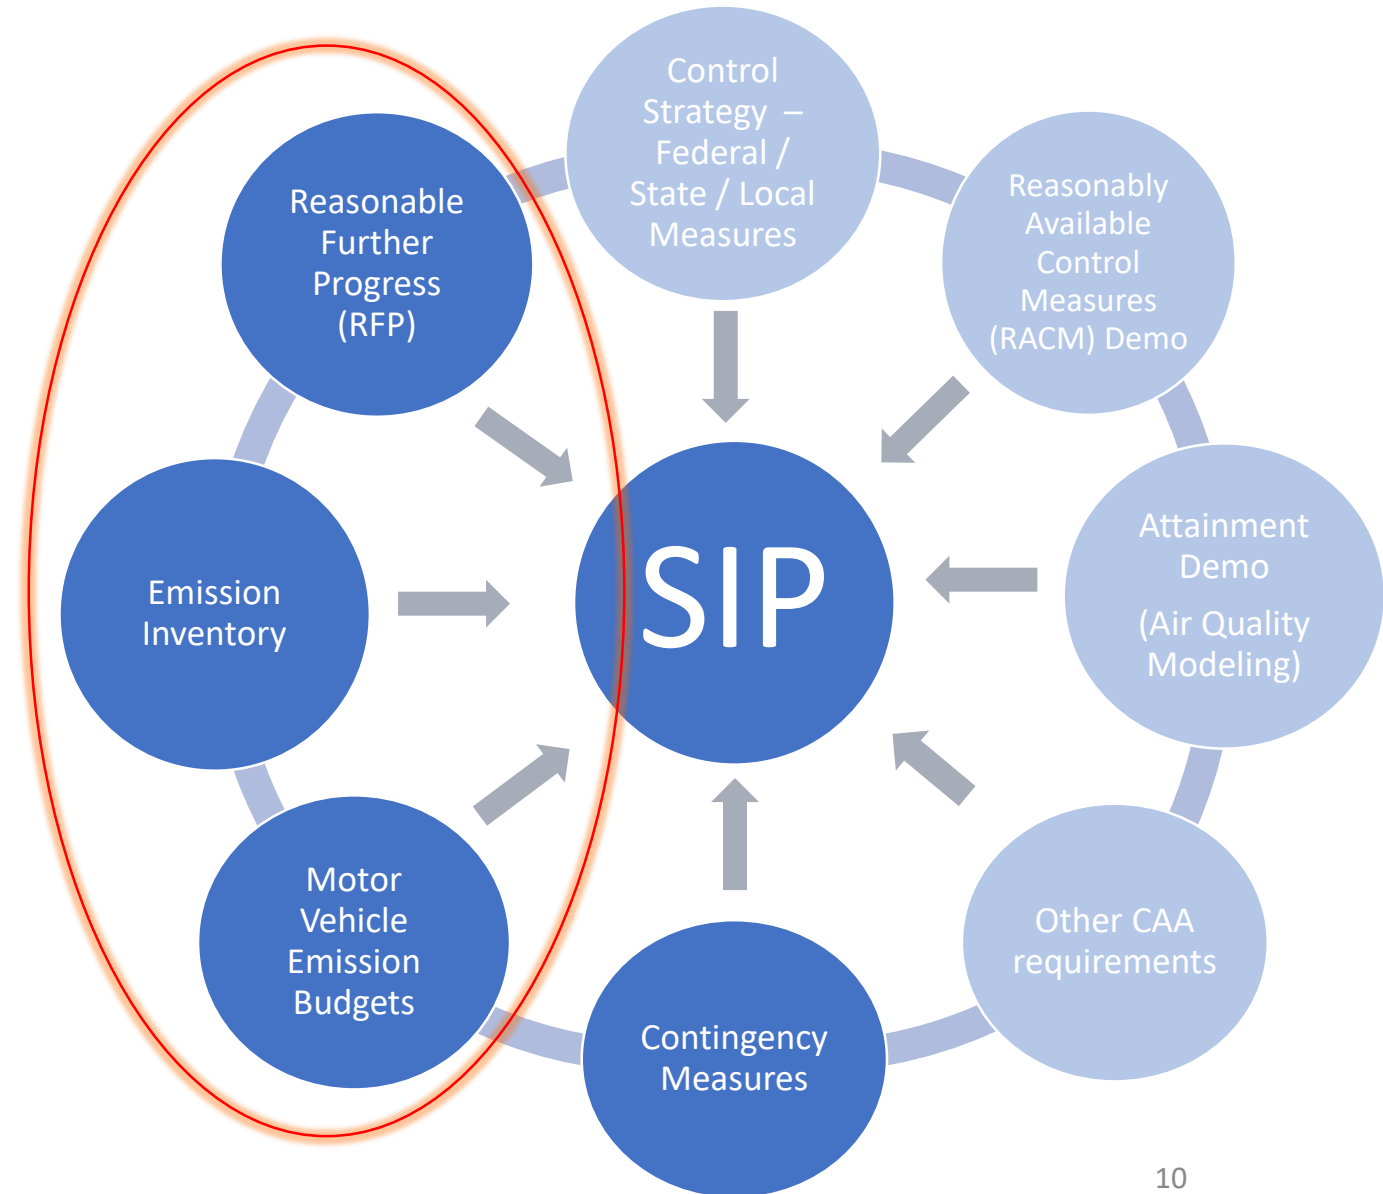 Control
Strategy –
Federal /
State / Local
Measures
Reasonably
Available
Control
Measures
(RACM) Demo
Attainment
Demo
(Air Quality
Modeling)
Other CAA
requirements
Contingency
Measures
Motor
Vehicle
Emission
Budgets
Emission
Inventory
Reasonable
Further
Progress
(RFP)
SIP
10